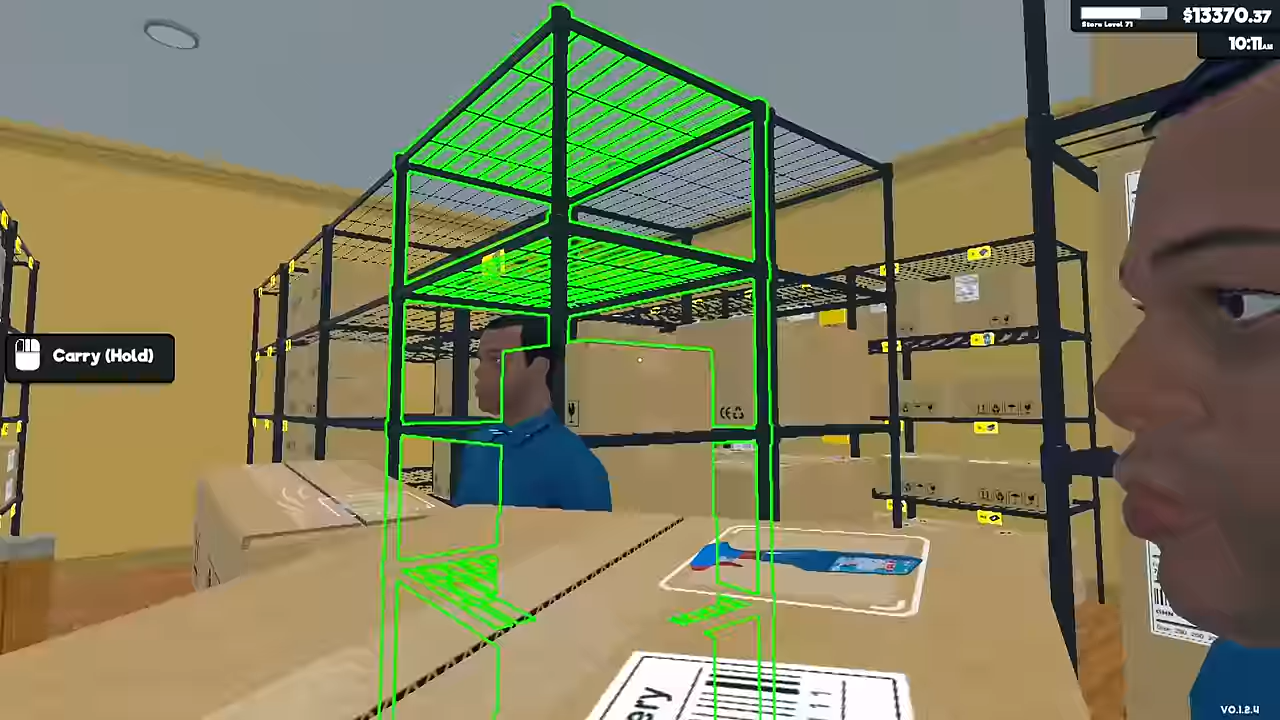 $13370.37
Store Level 71
10:11AM
Carry (Hold)
ery
V0.1.2.4